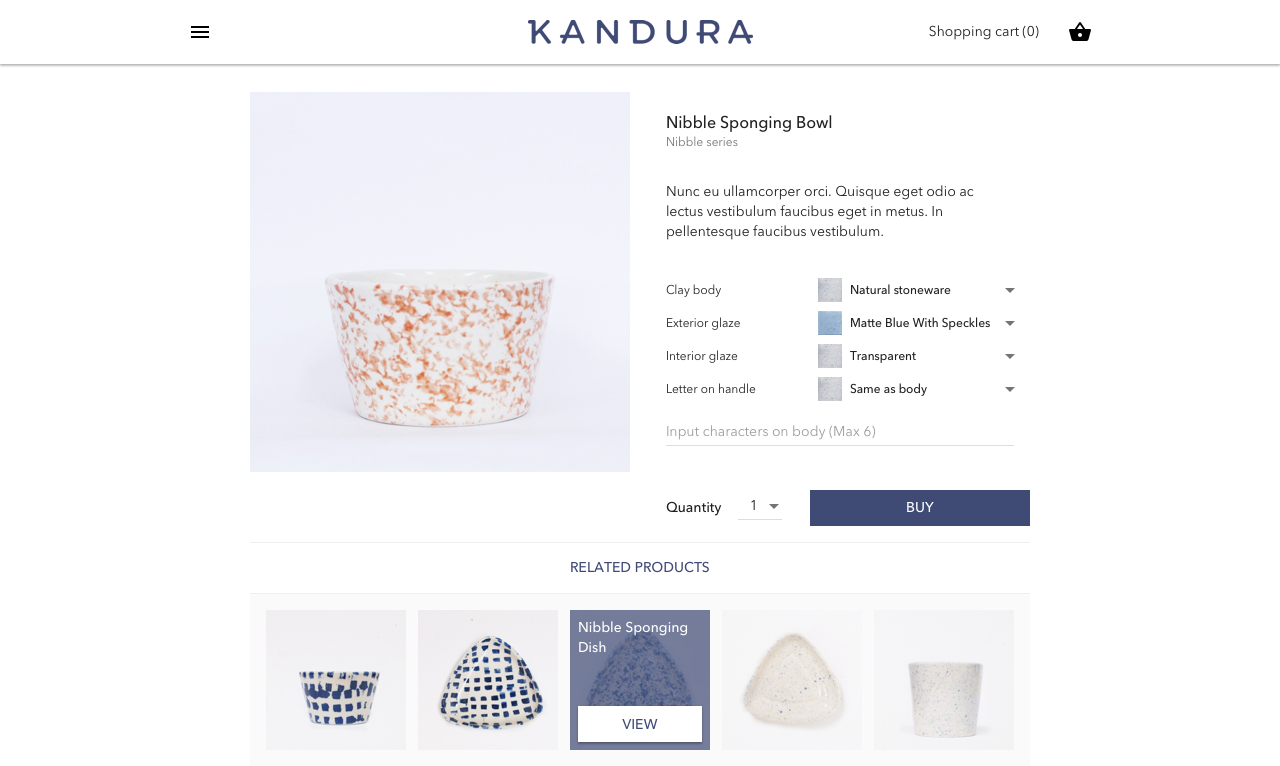 KANDURA
Shopping cart (0)
Nibble Sponging Bowl
Nibble series
Nunc eu ullamcorper orci. Quisque eget odio ac
lectus vestibulum faucibus eget in metus. In
pellentesque faucibus vestibulum.
Clay body
Natural stoneware
Exterior glaze
Matte Blue With Speckles
Interior glaze
Transparent
Letter on handle
Same as body
Input characters on body (Max 6)
Quantity
1
BUY
RELATED PRODUCTS
Nibble Sponging
Dish
VIEW